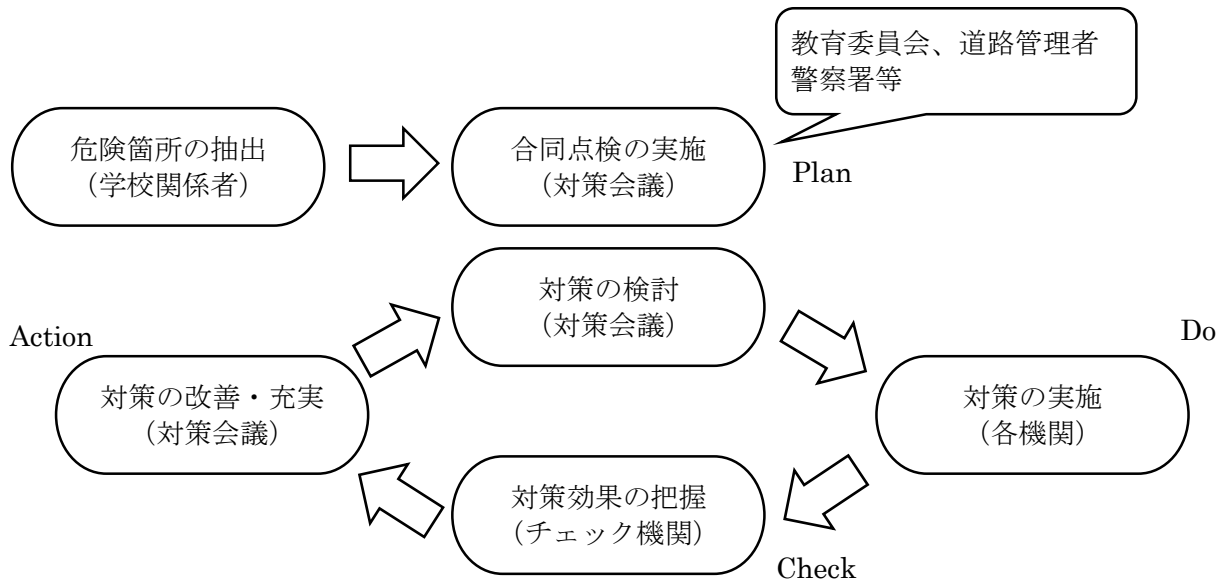 教育委員会、道路管理者
警察署等
危険箇所の抽出
（学校関係者）
合同点検の実施
（対策会議）
Plan
対策の検討
（対策会議）
Action
Do
対策の改善・充実
（対策会議）
対策の実施
（各機関）
対策効果の把握
（チェック機関）
Check